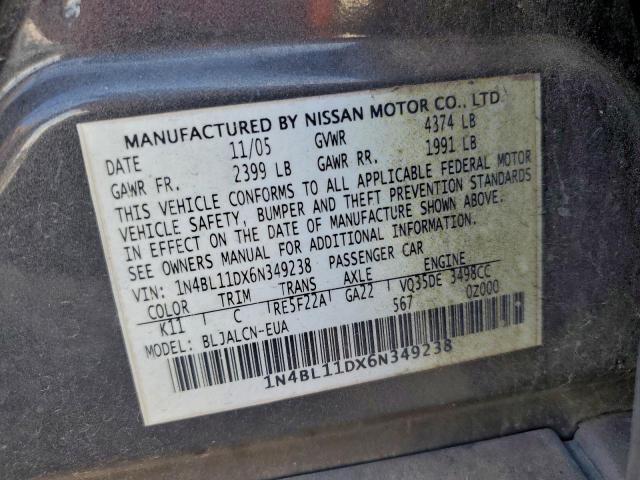 MANUFACTURED BY NISSAN MOTOR CO., LTD
DATE 11/05 GVWR 4374 LB
GAWR FR. 2399 LB GAWR RR. 1991 LB
THIS VEHICLE CONFORMS TO ALL APPLICABLE FEDERAL MOTOR
VEHICLE SAFETY, BUMPER AND THEFT PREVENTION STANDARDS
IN EFFECT ON THE DATE OF MANUFACTURE SHOWN ABOVE.
SEE OWNERS MANUAL FOR ADDITIONAL INFORMATION.
VIN: 1N4BL11DX6N349238 PASSENGER CAR
COLOR TRIM TRANS AXLE ENGINE
K11 C RE5F22A GA22 VQ35DE 3498CC
MODEL: BLJALCN-EUA 567 0Z000
1N4BL11DX6N349238